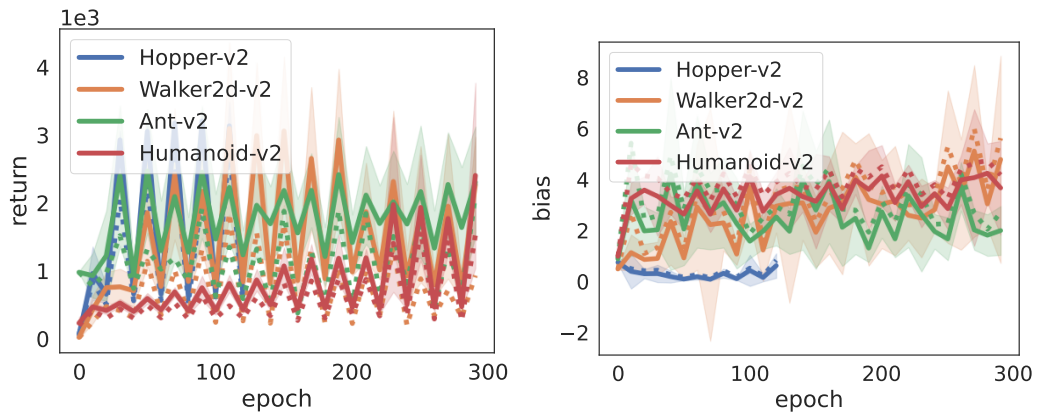 1e3
return
4
3
2
1
0
Hopper-v2
Walker2d-v2
Ant-v2
Humanoid-v2
0
100
200
300
epoch
bias
8
6
4
2
0
−2
Hopper-v2
Walker2d-v2
Ant-v2
Humanoid-v2
0
100
200
300
epoch